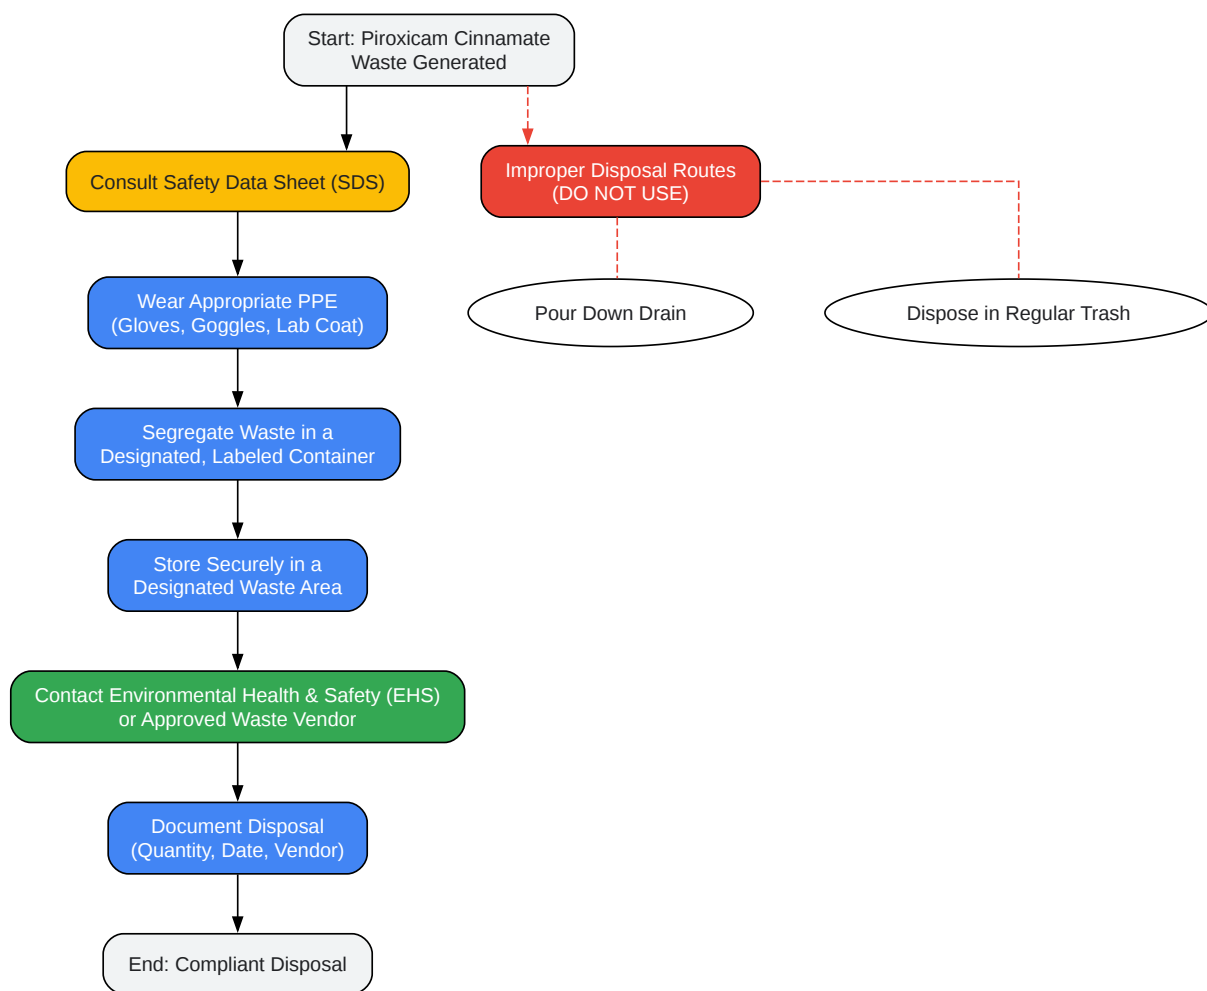 Start: Piroxicam Cinnamate
Waste Generated
Consult Safety Data Sheet (SDS)
Improper Disposal Routes
(DO NOT USE)
Wear Appropriate PPE
(Gloves, Goggles, Lab Coat)
Pour Down Drain
Dispose in Regular Trash
Segregate Waste in a
Designated, Labeled Container
Store Securely in a
Designated Waste Area
Contact Environmental Health & Safety (EHS)
or Approved Waste Vendor
Document Disposal
(Quantity, Date, Vendor)
End: Compliant Disposal